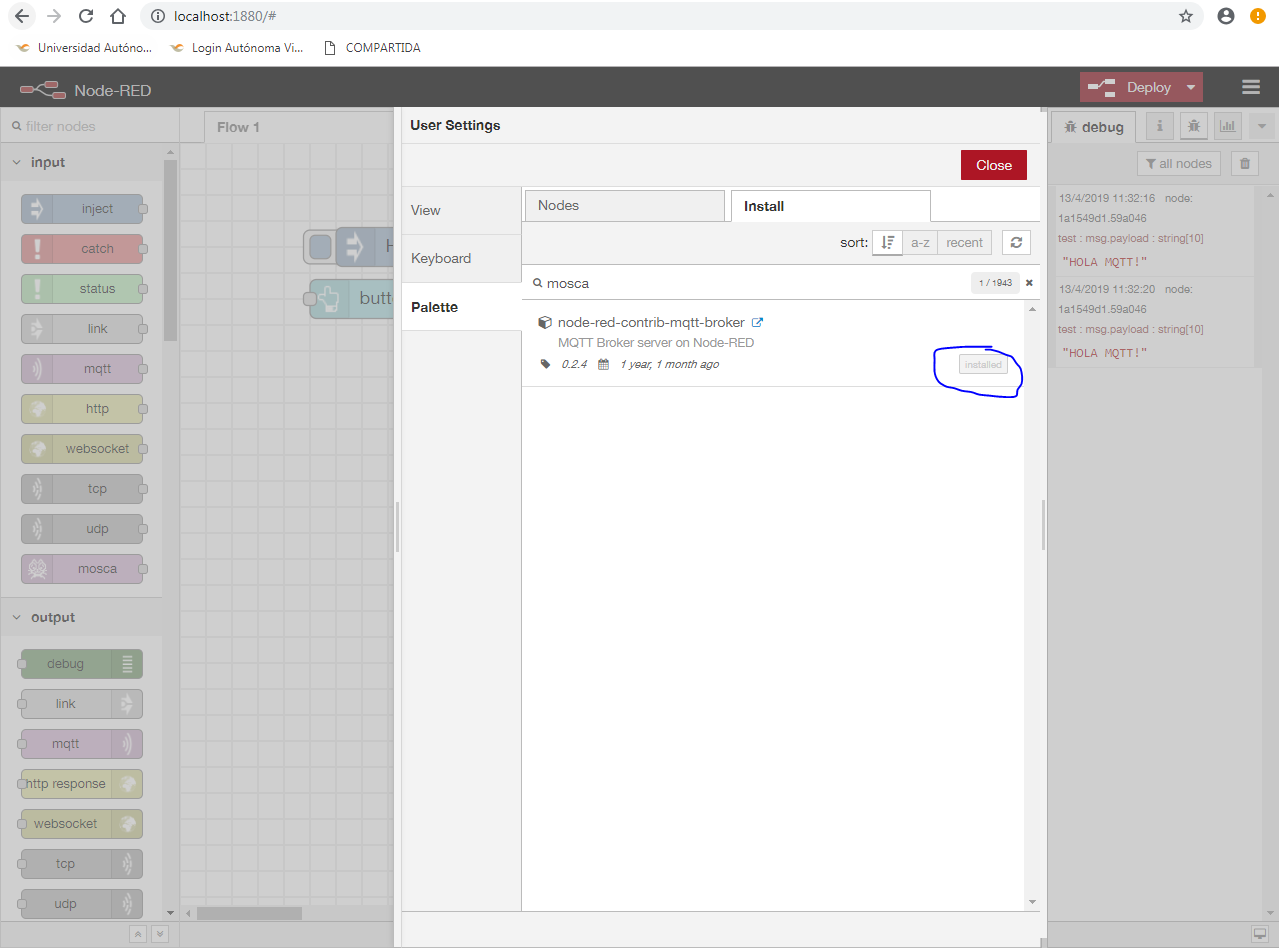 localhost:1880/#
Universidad Autóno...
Login Autónoma Vi...
COMPARTIDA
Node-RED
Deploy
filter nodes
input
inject
catch
status
link
mqtt
http
websocket
tcp
udp
mosca
output
debug
link
mqtt
http response
websocket
tcp
udp
Flow 1
H
butt
User Settings
Close
View
Keyboard
Palette
Nodes
Install
sort:
a-z
recent
mosca
1 / 1943
node-red-contrib-mqtt-broker
MQTT Broker server on Node-RED
0.2.4
1 year, 1 month ago
installed
debug
all nodes
13/4/2019 11:32:16 node:
1a1549d1.59a046
test : msg.payload : string[10]
"HOLA MQTT!"
13/4/2019 11:32:20 node:
1a1549d1.59a046
test : msg.payload : string[10]
"HOLA MQTT!"